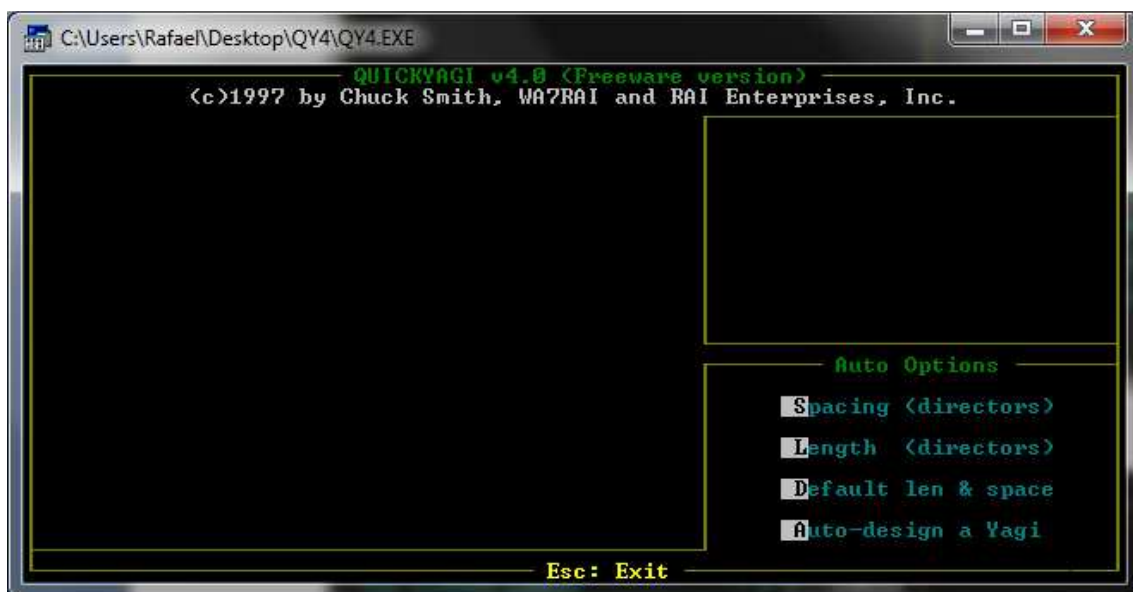 C:\Users\Rafael\Desktop\QY4\QY4.EXE
QUICKYAGI v4.0 (Freeware version)
(c)1997 by Chuck Smith, WA7RAI and RAI Enterprises, Inc.
Auto Options
Spacing (directors)
Length (directors)
Default len & space
Auto-design a Yagi
Esc: Exit